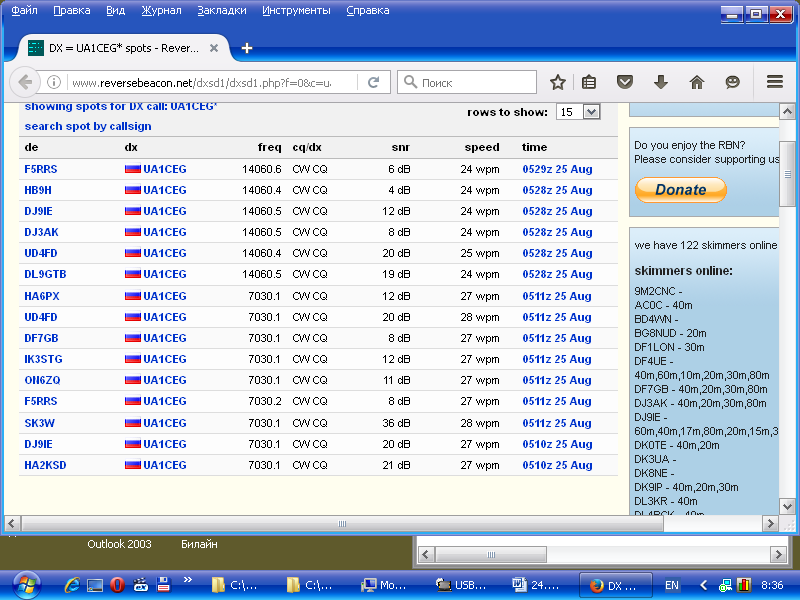 Файл Правка Вид Журнал Закладки Инструменты Справка
DX = UA1CEG* spots - Rever...
www.reversebeacon.net/dxsd1/dxsd1.php?f=0&c=u
Поиск
showing spots for DX call: UA1CEG*
rows to show: 15
search spot by callsign
de dx freq cq/dx snr speed time
F5RRS UA1CEG 14060.6 CW CQ 6 dB 24 wpm 0529z 25 Aug
HB9H UA1CEG 14060.4 CW CQ 4 dB 24 wpm 0528z 25 Aug
DJ9IE UA1CEG 14060.5 CW CQ 12 dB 24 wpm 0528z 25 Aug
DJ3AK UA1CEG 14060.5 CW CQ 8 dB 24 wpm 0528z 25 Aug
UD4FD UA1CEG 14060.4 CW CQ 20 dB 25 wpm 0528z 25 Aug
DL9GTB UA1CEG 14060.5 CW CQ 19 dB 24 wpm 0528z 25 Aug
HA6PX UA1CEG 7030.1 CW CQ 12 dB 27 wpm 0511z 25 Aug
UD4FD UA1CEG 7030.1 CW CQ 20 dB 28 wpm 0511z 25 Aug
DF7GB UA1CEG 7030.1 CW CQ 8 dB 27 wpm 0511z 25 Aug
IK3STG UA1CEG 7030.1 CW CQ 12 dB 27 wpm 0511z 25 Aug
ON6ZQ UA1CEG 7030.1 CW CQ 11 dB 27 wpm 0511z 25 Aug
F5RRS UA1CEG 7030.2 CW CQ 8 dB 27 wpm 0511z 25 Aug
SK3W UA1CEG 7030.1 CW CQ 36 dB 28 wpm 0511z 25 Aug
DJ9IE UA1CEG 7030.1 CW CQ 20 dB 27 wpm 0510z 25 Aug
HA2KSD UA1CEG 7030.1 CW CQ 21 dB 27 wpm 0510z 25 Aug
Do you enjoy the RBN?
Please consider supporting us
Donate
we have 122 skimmers online
skimmers online:
9M2CNC -
AC0C - 40m
BD4WN -
BG8NUD - 20m
DF1LON - 30m
DF4UE -
40m,60m,10m,20m,30m,80m
DF7GB - 40m,20m,30m,80m
DJ3AK - 40m,20m,30m,80m
DJ9IE -
60m,40m,17m,80m,20m,15m,3
DK0TE - 40m,20m
DK3UA -
DK8NE -
DK9IP - 40m,20m,30m
DL3KR - 40m
Outlook 2003 Билайн
C:\... C:\... Mo... USB... 24.... DX ... EN 8:36